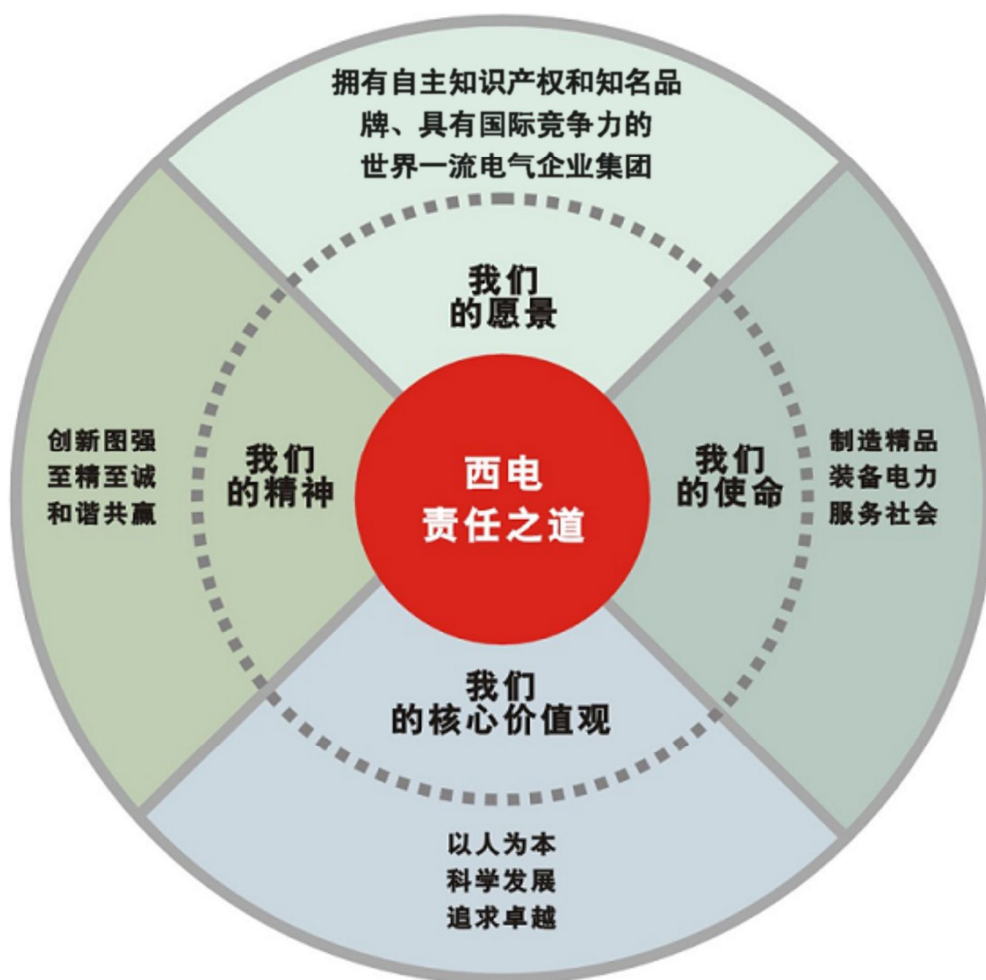 拥有自主知识产权和知名品
牌、具有国际竞争力的
世界一流电气企业集团
我们
的愿景
创新图强
至精至诚
和谐共赢
我们
的精神
西电
责任之道
我们
的使命
制造精品
装备电力
服务社会
我们
的核心价值观
以人为本
科学发展
追求卓越